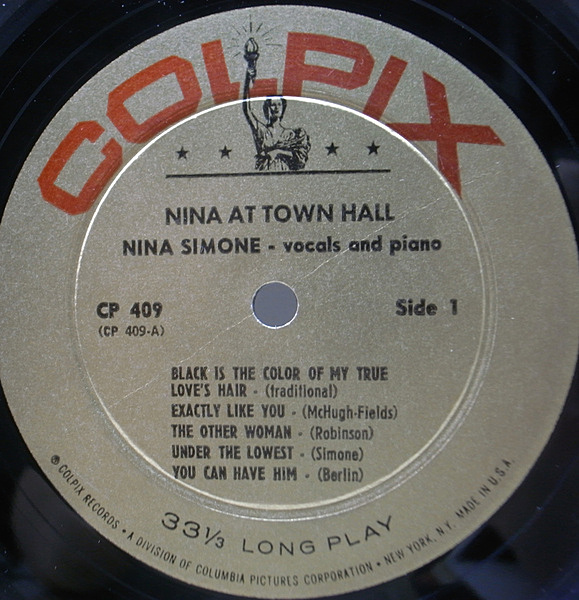 COLPIX
NINA AT TOWN HALL
NINA SIMONE - vocals and piano
CP 409
(CP 409-A)
Side 1
BLACK IS THE COLOR OF MY TRUE
LOVE'S HAIR - (traditional)
EXACTLY LIKE YOU - (McHugh-Fields)
THE OTHER WOMAN - (Robinson)
UNDER THE LOWEST - (Simone)
YOU CAN HAVE HIM - (Berlin)
33⅓ LONG PLAY
℗ COLPIX RECORDS • A DIVISION OF COLUMBIA PICTURES CORPORATION • NEW YORK, N.Y. MADE IN U.S.A.